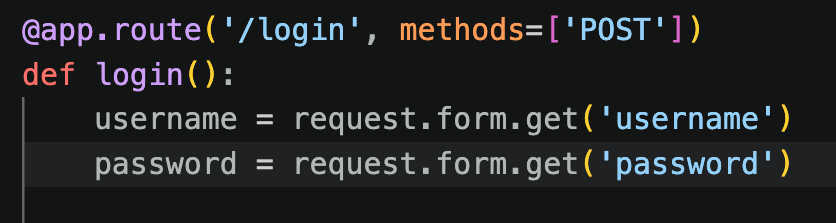 @app.route('/login', methods=['POST'])
def login():
    username = request.form.get('username')
    password = request.form.get('password')